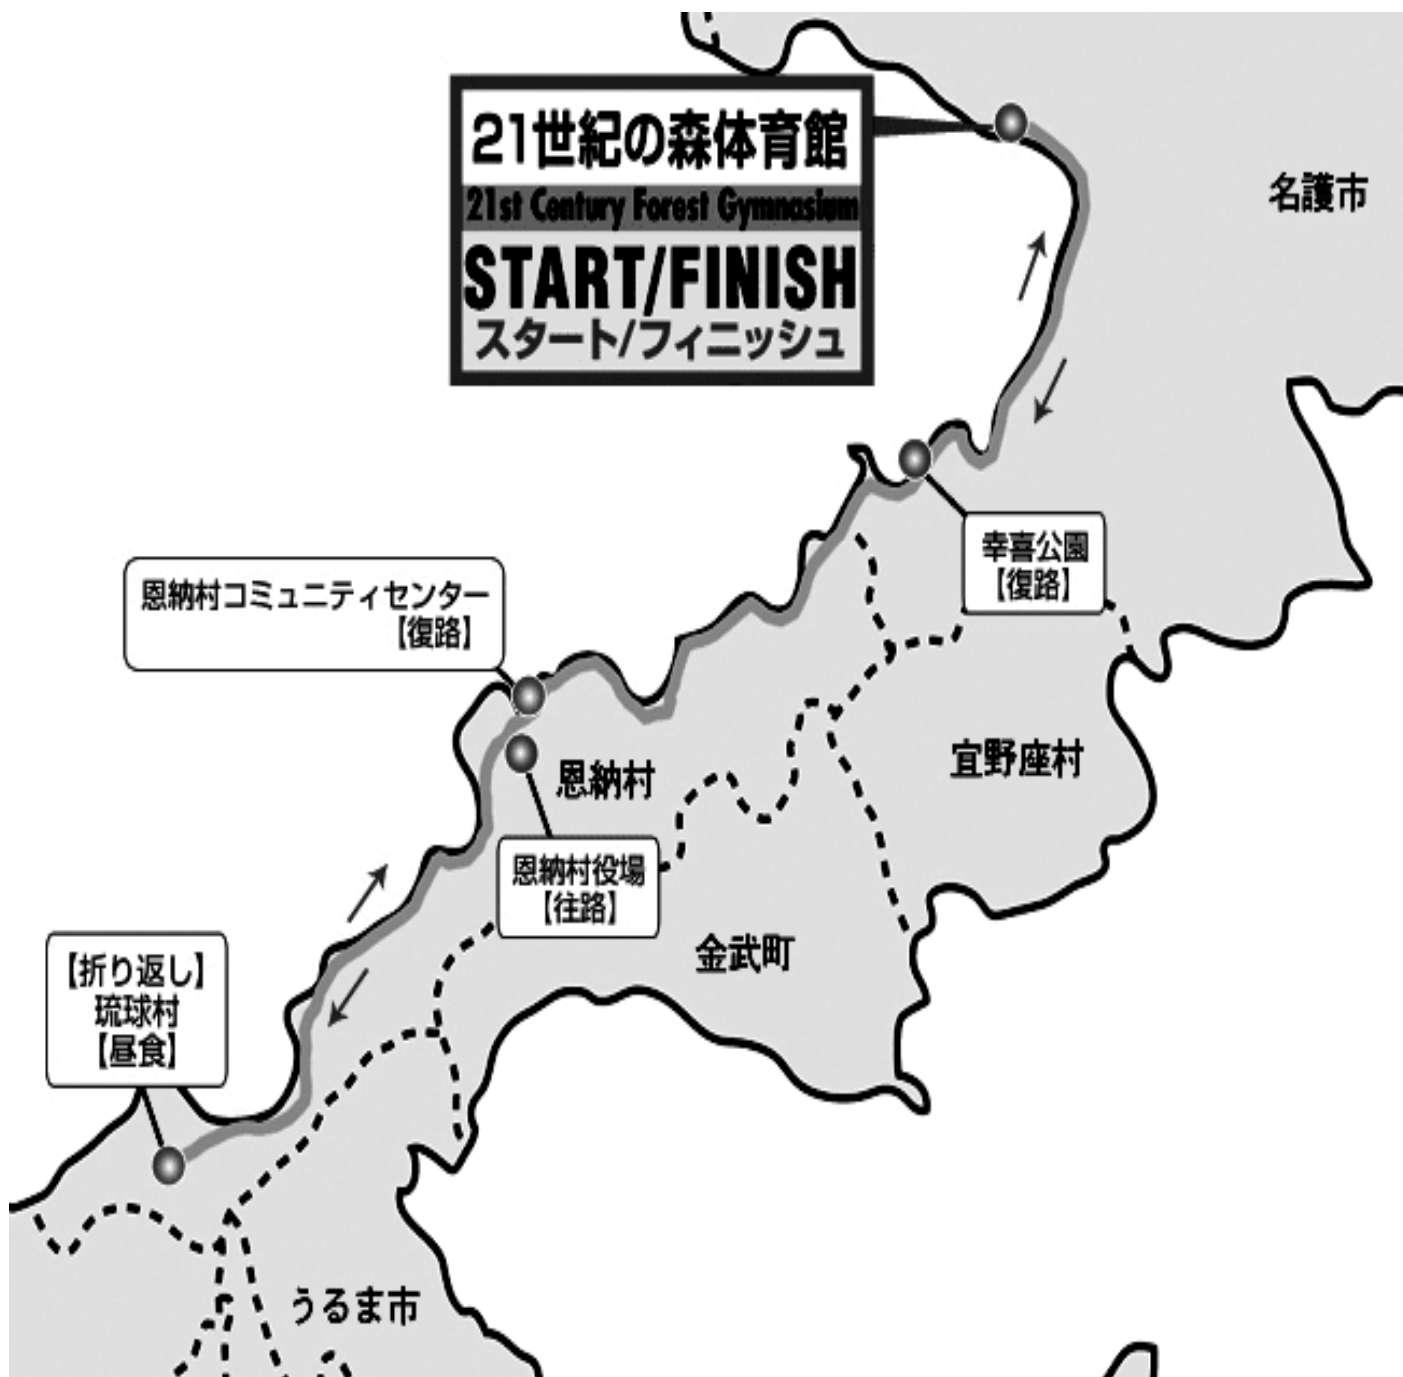 21世紀の森体育館
21st Century Forest Gymnasium
START/FINISH
スタート/フィニッシュ
名護市
幸喜公園
【復路】
恩納村コミュニティセンター
【復路】
恩納村
宜野座村
恩納村役場
【往路】
金武町
【折り返し】
琉球村
【昼食】
うるま市